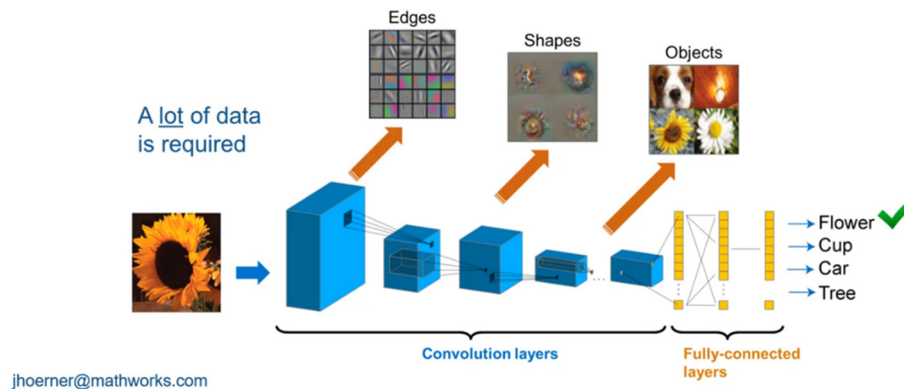 Edges
Shapes
Objects
A lot of data
is required
Flower
Cup
Car
Tree
Convolution layers
Fully-connected
layers
jhoerner@mathworks.com